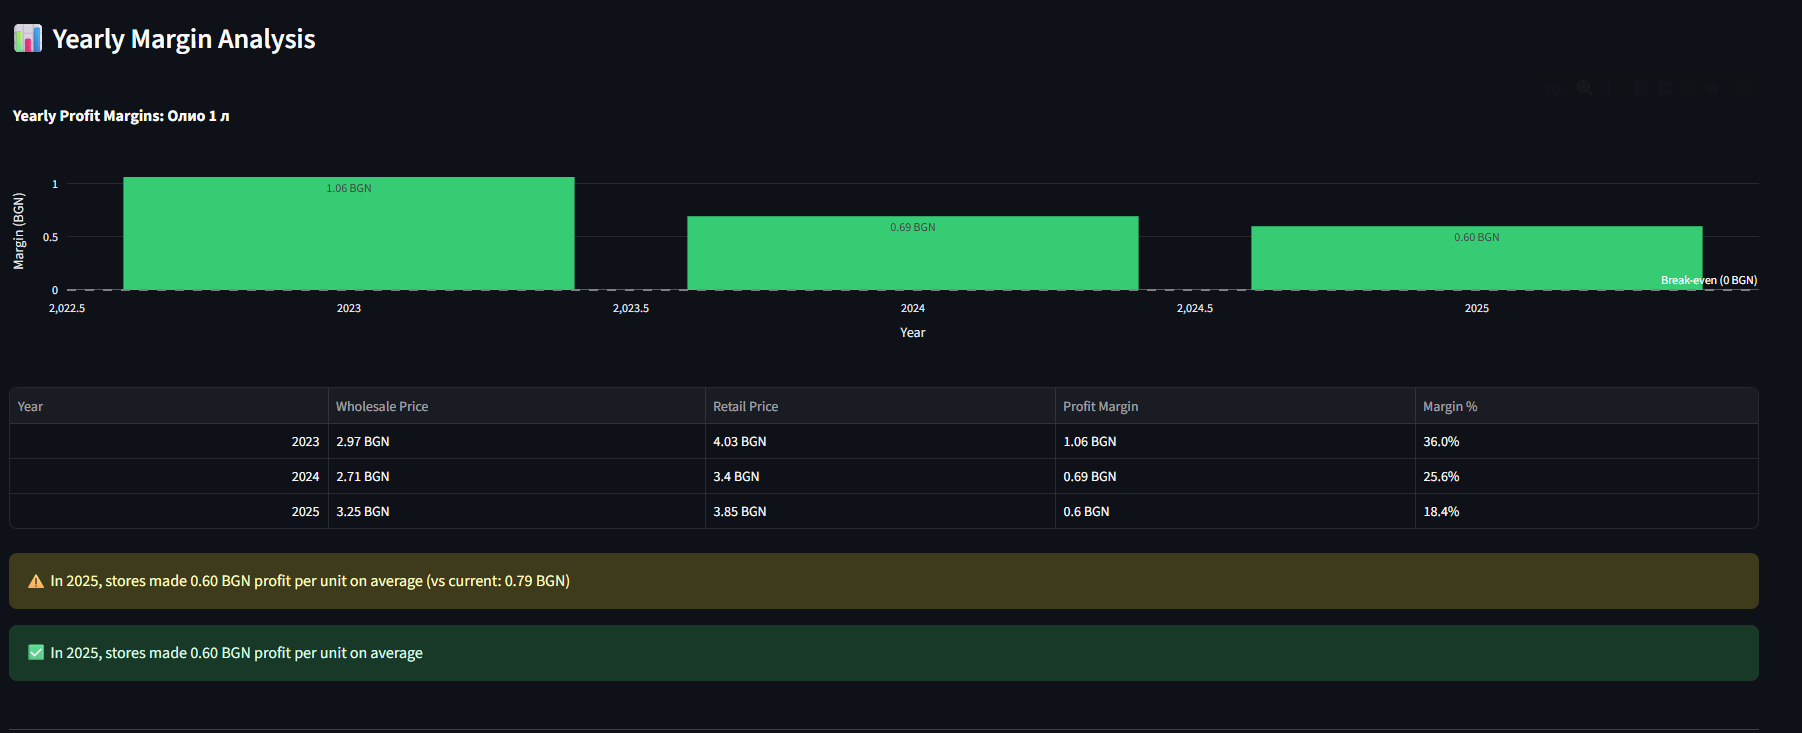 📊 Yearly Margin Analysis
Yearly Profit Margins: Олио 1 л
Margin (BGN)
1
0.5
0
1.06 BGN
0.69 BGN
0.60 BGN
Break-even (0 BGN)
2,022.5 2023 2,023.5 2024 2,024.5 2025
Year
Year Wholesale Price Retail Price Profit Margin Margin %
2023 2.97 BGN 4.03 BGN 1.06 BGN 36.0%
2024 2.71 BGN 3.4 BGN 0.69 BGN 25.6%
2025 3.25 BGN 3.85 BGN 0.6 BGN 18.4%
⚠️ In 2025, stores made 0.60 BGN profit per unit on average (vs current: 0.79 BGN)
✅ In 2025, stores made 0.60 BGN profit per unit on average